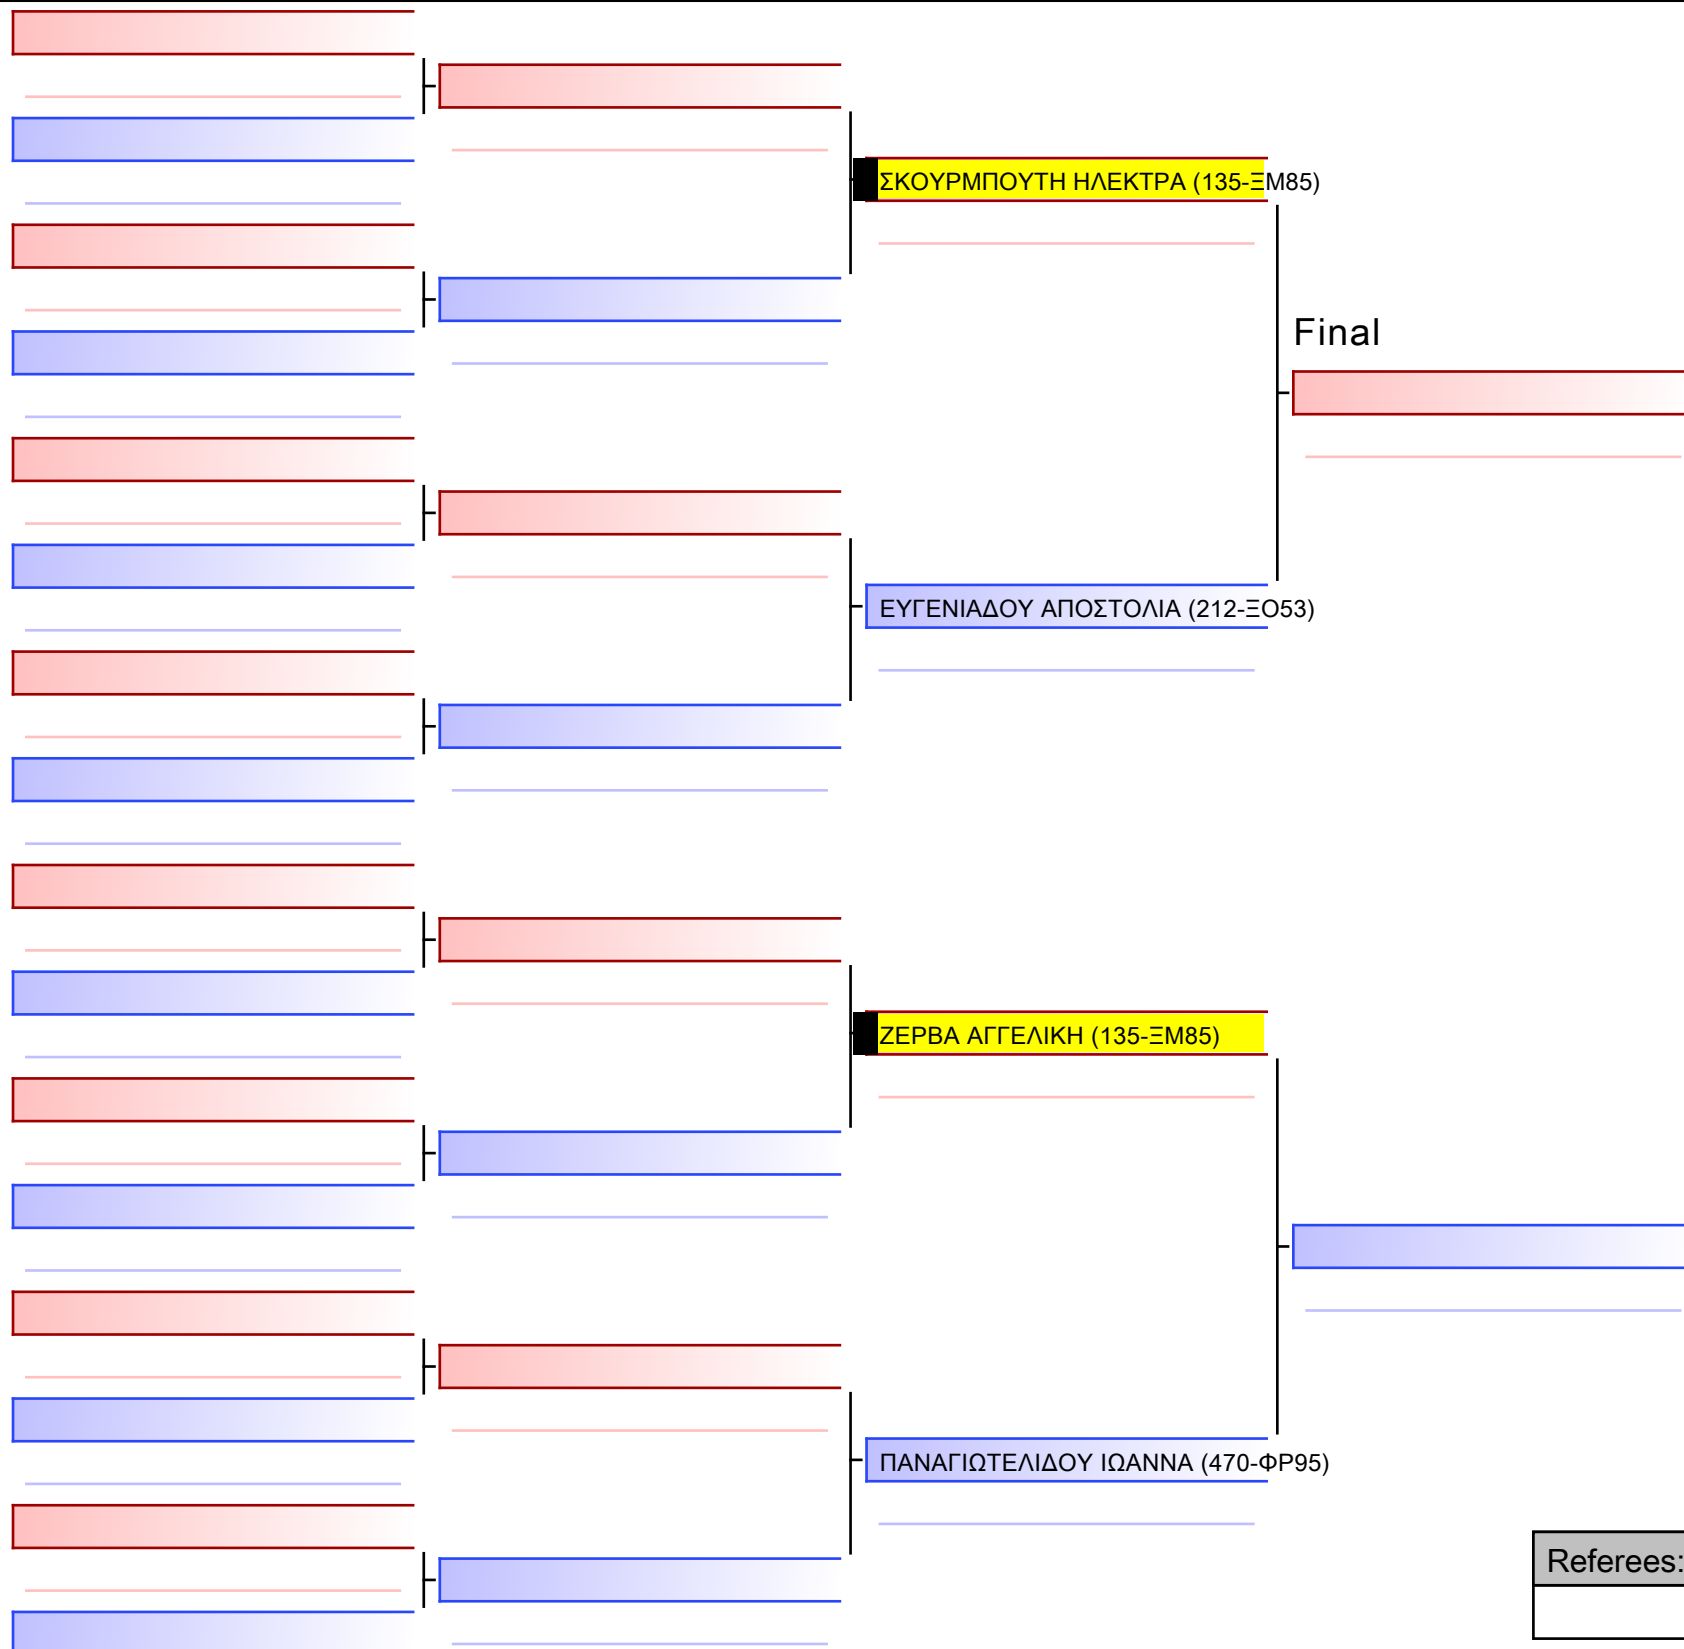 ΣΚΟΥΡΜΠΟΥΤΗ ΗΛΕΚΤΡΑ (135-ΞΜ85)
Final
ΕΥΓΕΝΙΑΔΟΥ ΑΠΟΣΤΟΛΙΑ (212-ΞΟ53)
ΖΕΡΒΑ ΑΓΓΕΛΙΚΗ (135-ΞΜ85)
ΠΑΝΑΓΙΩΤΕΛΙΔΟΥ ΙΩΑΝΝΑ (470-ΦΡ95)
Referees: